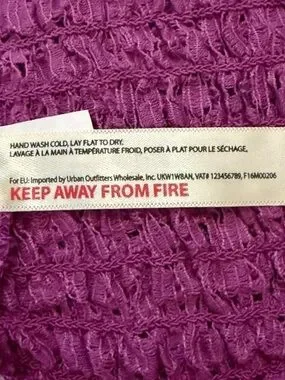 HAND WASH COLD, LAY FLAT TO DRY.
LAVAGE À LA MAIN À TEMPÉRATURE FROID, POSER À PLAT POUR LE SÉCHAGE,
For EU: Imported by Urban Outfitters Wholesale, Inc. UKW1W8AN, VAT# 123456789, F16M00206
KEEP AWAY FROM FIRE